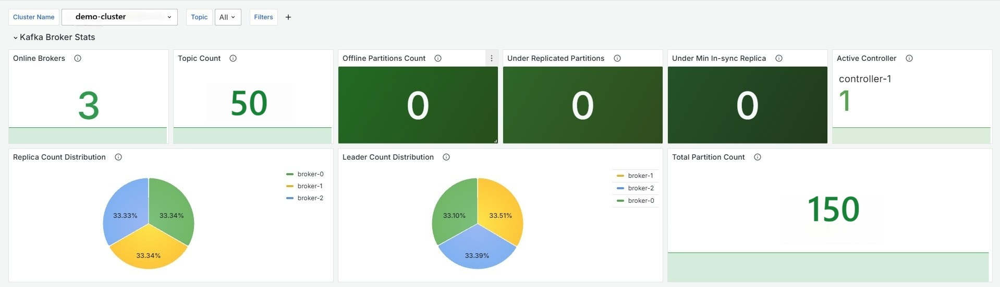 Cluster Name demo-cluster Topic All Filters +
Kafka Broker Stats
Online Brokers
3
Topic Count
50
Offline Partitions Count
0
Under Replicated Partitions
0
Under Min In-sync Replica
0
Active Controller
controller-1
1
Replica Count Distribution
33.33%
33.34%
33.34%
broker-0
broker-1
broker-2
Leader Count Distribution
33.10%
33.51%
33.39%
broker-1
broker-2
broker-0
Total Partition Count
150